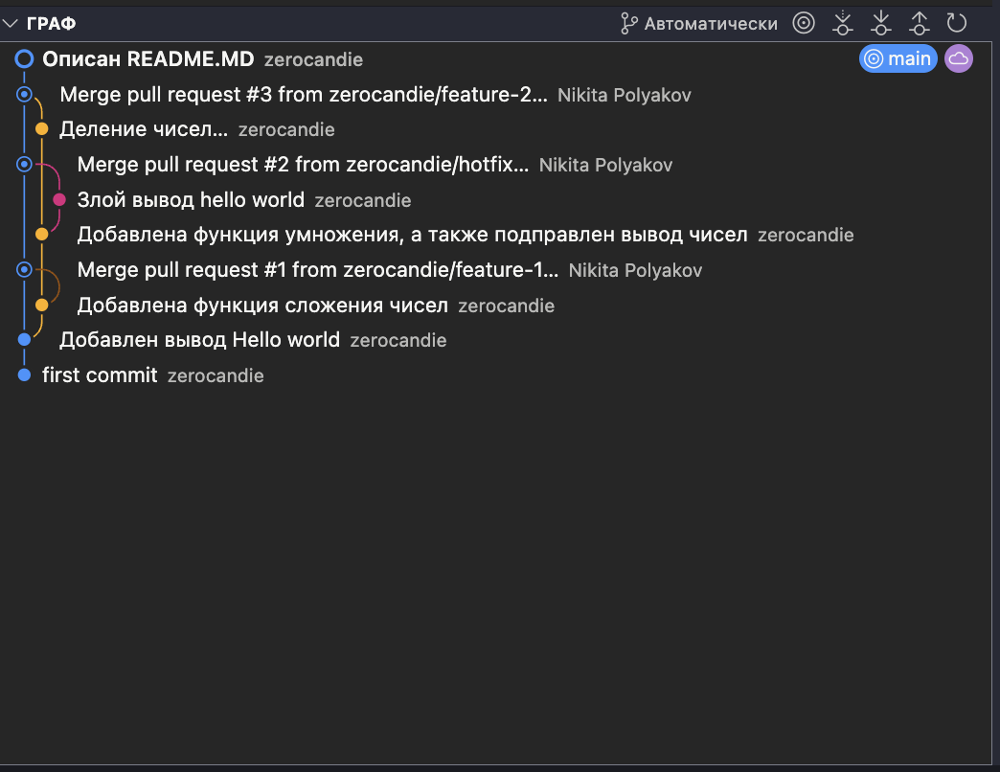 ГРАФ Автоматически
Описан README.MD zerocandie main
Merge pull request #3 from zerocandie/feature-2... Nikita Polyakov
Деление чисел... zerocandie
Merge pull request #2 from zerocandie/hotfix... Nikita Polyakov
Злой вывод hello world zerocandie
Добавлена функция умножения, а также подправлен вывод чисел zerocandie
Merge pull request #1 from zerocandie/feature-1... Nikita Polyakov
Добавлена функция сложения чисел zerocandie
Добавлен вывод Hello world zerocandie
first commit zerocandie